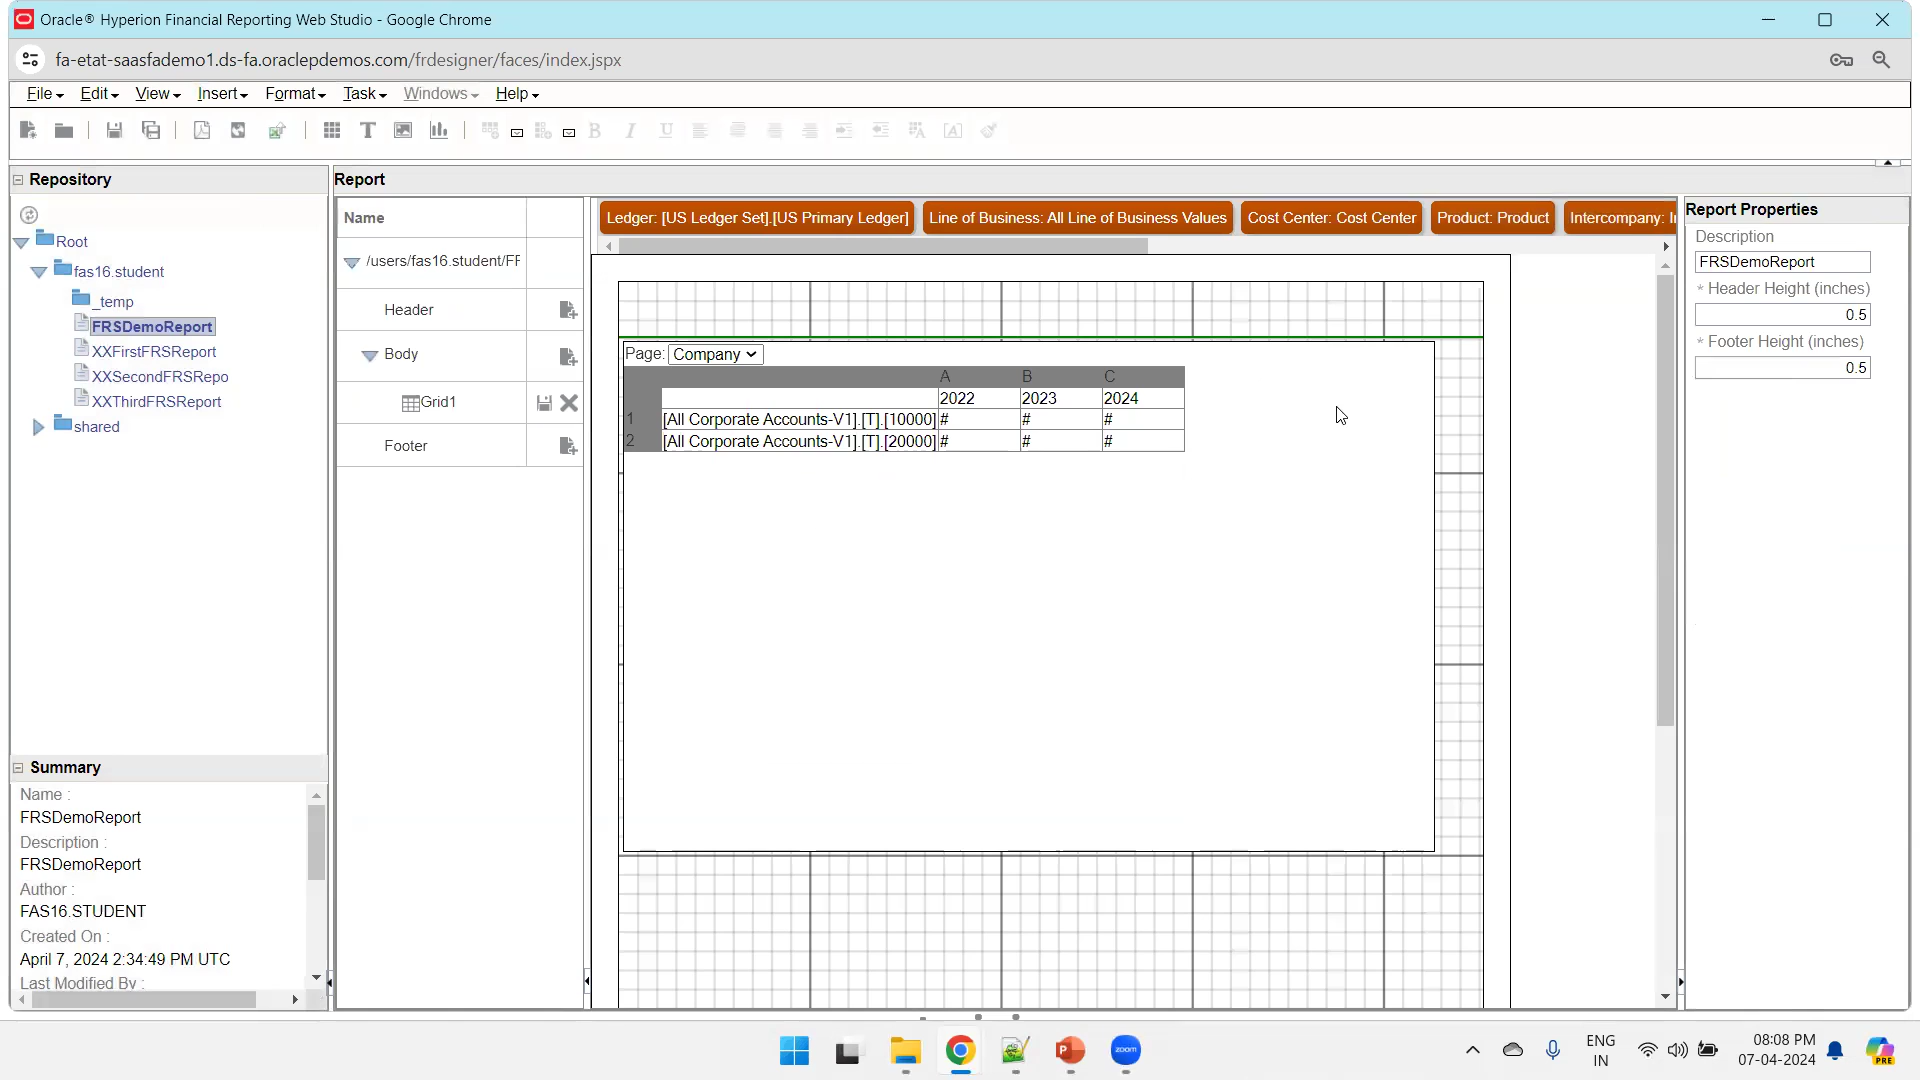 Oracle® Hyperion Financial Reporting Web Studio - Google Chrome
fa-etat-saasfademo1.ds-fa.oraclepdemos.com/frdesigner/faces/index.jspx
File Edit View Insert Format Task Windows Help
Repository
Root
fas16.student
_temp
FRSDemoReport
XXFirstFRSReport
XXSecondFRSRepo
XXThirdFRSReport
shared
Summary
Name :
FRSDemoReport
Description :
FRSDemoReport
Author :
FAS16.STUDENT
Created On :
April 7, 2024 2:34:49 PM UTC
Last Modified By :
Report
Name
/users/fas16.student/FF
Header
Body
Grid1
Footer
Ledger: [US Ledger Set].[US Primary Ledger] Line of Business: All Line of Business Values Cost Center: Cost Center Product: Product Intercompany:
Page: Company
A B C
2022 2023 2024
1 [All Corporate Accounts-V1].[T].[10000] # # #
2 [All Corporate Accounts-V1].[T].[20000] # # #
Report Properties
Description
FRSDemoReport
* Header Height (inches)
0.5
* Footer Height (inches)
0.5
zoom
ENG
IN
08:08 PM
07-04-2024
PRE